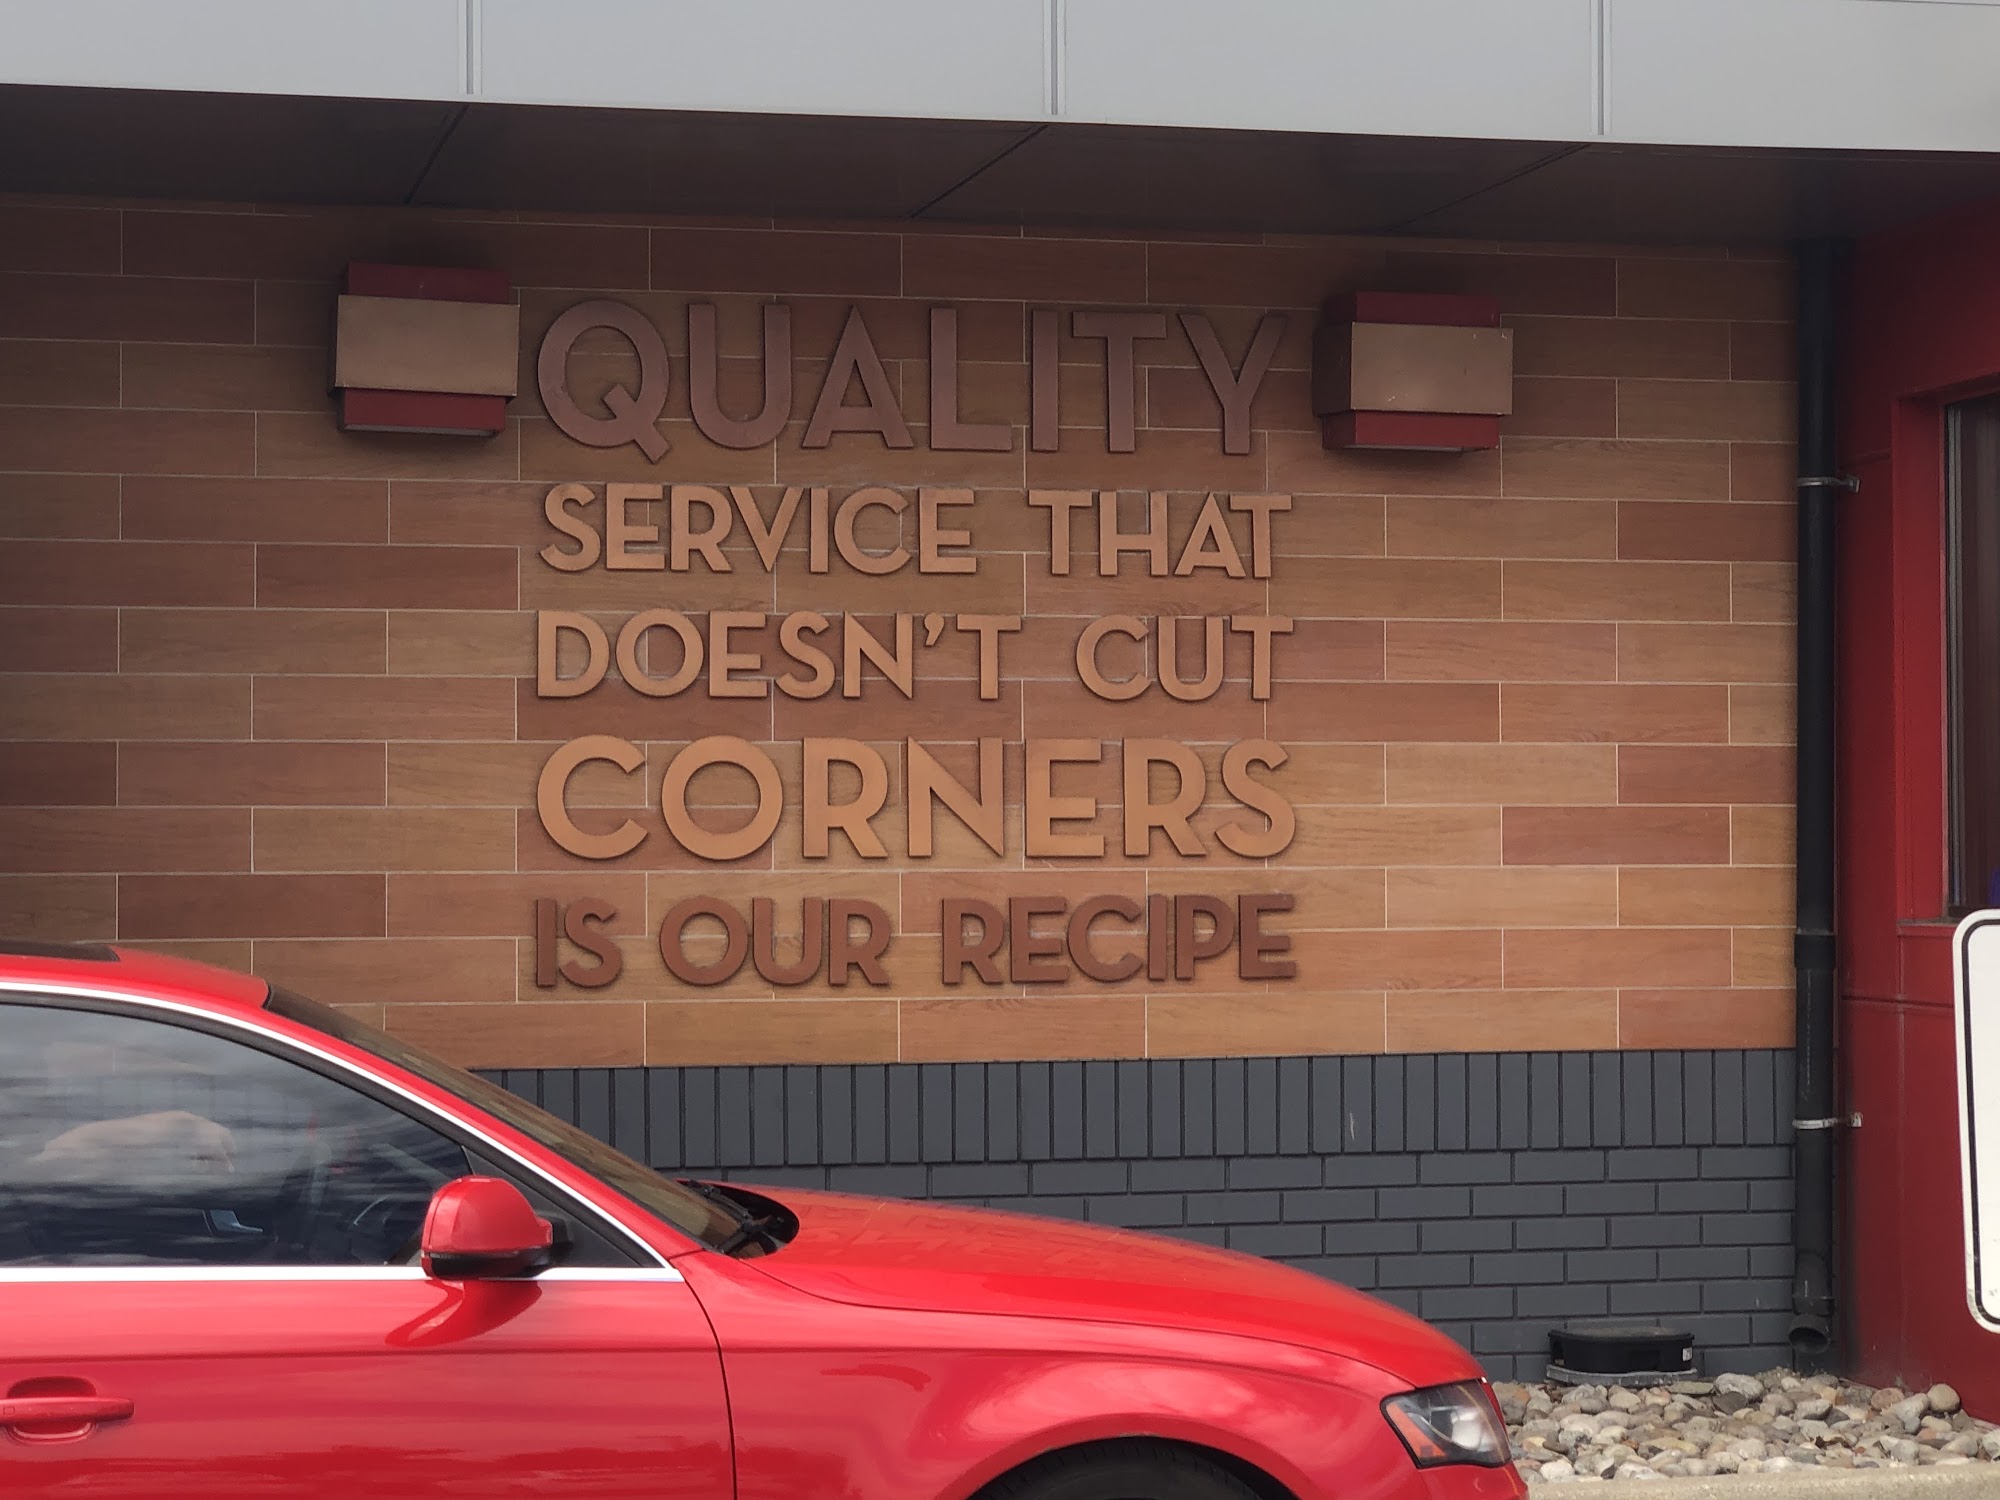 QUALITY
SERVICE THAT
DOESN'T CUT
CORNERS
IS OUR RECIPE